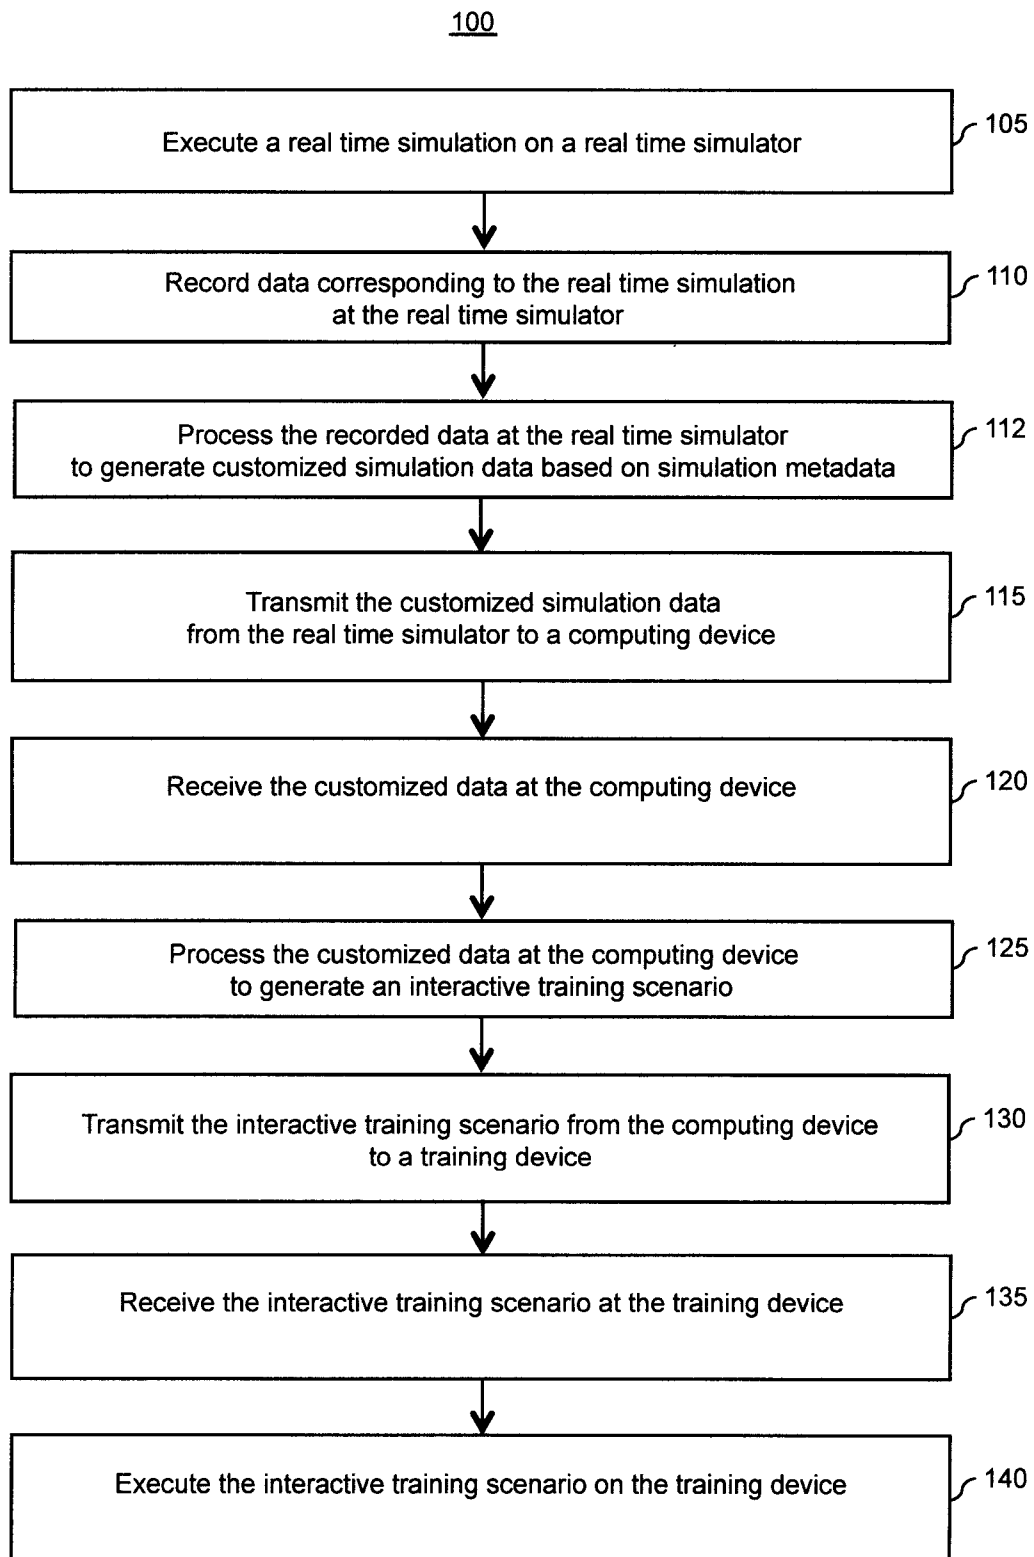 100
Execute a real time simulation on a real time simulator
105
Record data corresponding to the real time simulation
at the real time simulator
110
Process the recorded data at the real time simulator
to generate customized simulation data based on simulation metadata
112
Transmit the customized simulation data
from the real time simulator to a computing device
115
Receive the customized data at the computing device
120
Process the customized data at the computing device
to generate an interactive training scenario
125
Transmit the interactive training scenario from the computing device
to a training device
130
Receive the interactive training scenario at the training device
135
Execute the interactive training scenario on the training device
140